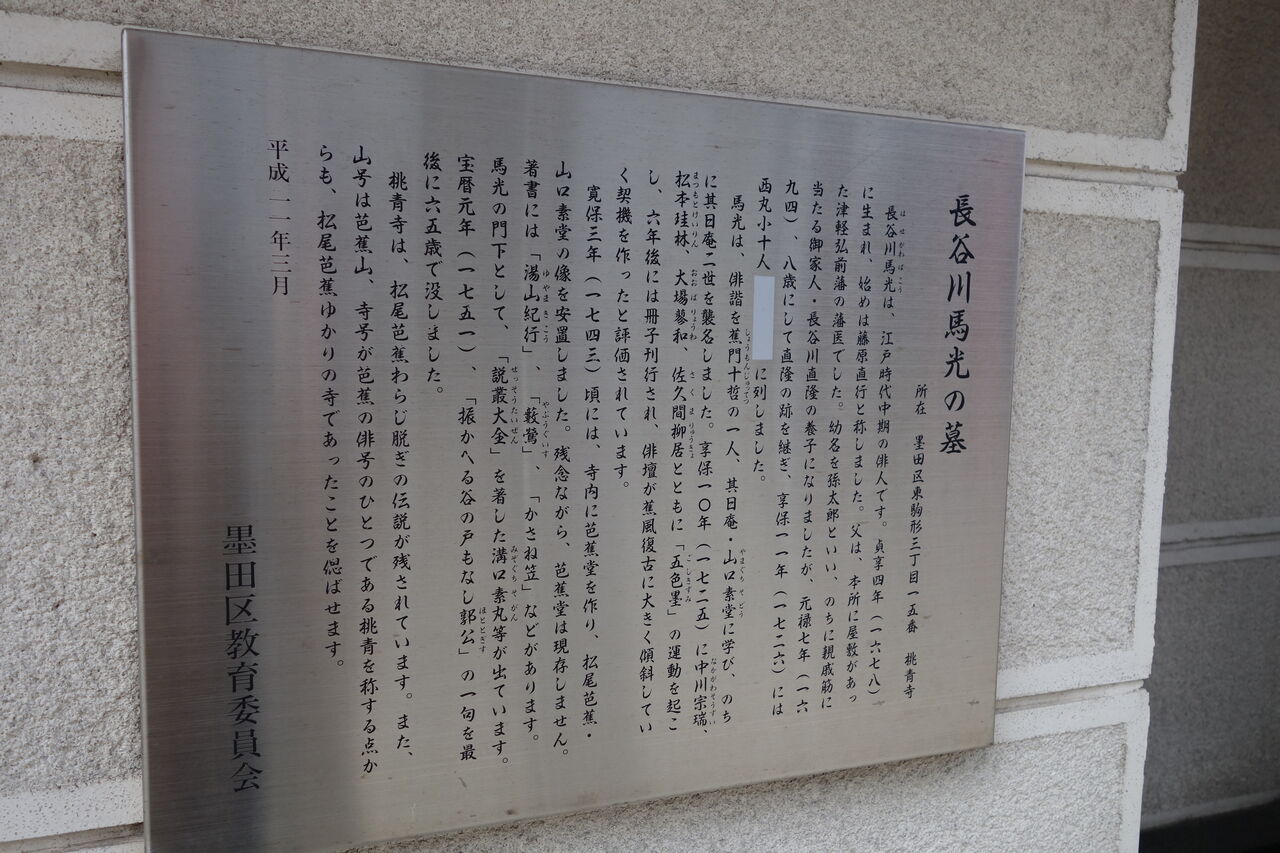 長谷川馬光の墓
所在　墨田区東駒形三丁目一五番　桃青寺
長谷川馬光は、江戸時代中期の俳人です。貞享四年（一六七八）
に生まれ、始めは藤原直行と称しました。父は、本所に屋敷があっ
た津軽弘前藩の藩医でした。幼名を孫太郎といい、のちに親戚筋に
当たる御家人・長谷川直隆の養子になりましたが、元禄七年（一六
九四）、八歳にして直隆の跡を継ぎ、享保一一年（一七二六）には
西丸小十人　　　に列しました。
馬光は、俳諧を蕉門十哲の一人、其日庵・山口素堂に学び、のち
に其日庵二世を襲名しました。享保一〇年（一七二五）に中川宗瑞、
松本珪林、大場蓼和、佐久間柳居とともに「五色墨」の運動を起こ
し、六年後には冊子刊行され、俳壇が蕉風復古に大きく傾斜してい
く契機を作ったと評価されています。
寛保三年（一七四三）頃には、寺内に芭蕉堂を作り、松尾芭蕉・
山口素堂の像を安置しました。残念ながら、芭蕉堂は現存しません。
著書には「湯山紀行」、「籔鶯」、「かさね笠」などがあります。
馬光の門下として、「説叢大全」を著した溝口素丸等が出ています。
宝暦元年（一七五一）、「振かへる谷の戸もなし郭公」の一句を最
後に六五歳で没しました。
桃青寺は、松尾芭蕉わらじ脱ぎの伝説が残されています。また、
山号は芭蕉山、寺号が芭蕉の俳号のひとつである桃青を称する点か
らも、松尾芭蕉ゆかりの寺であったことを偲ばせます。
平成一一年三月
墨田区教育委員会